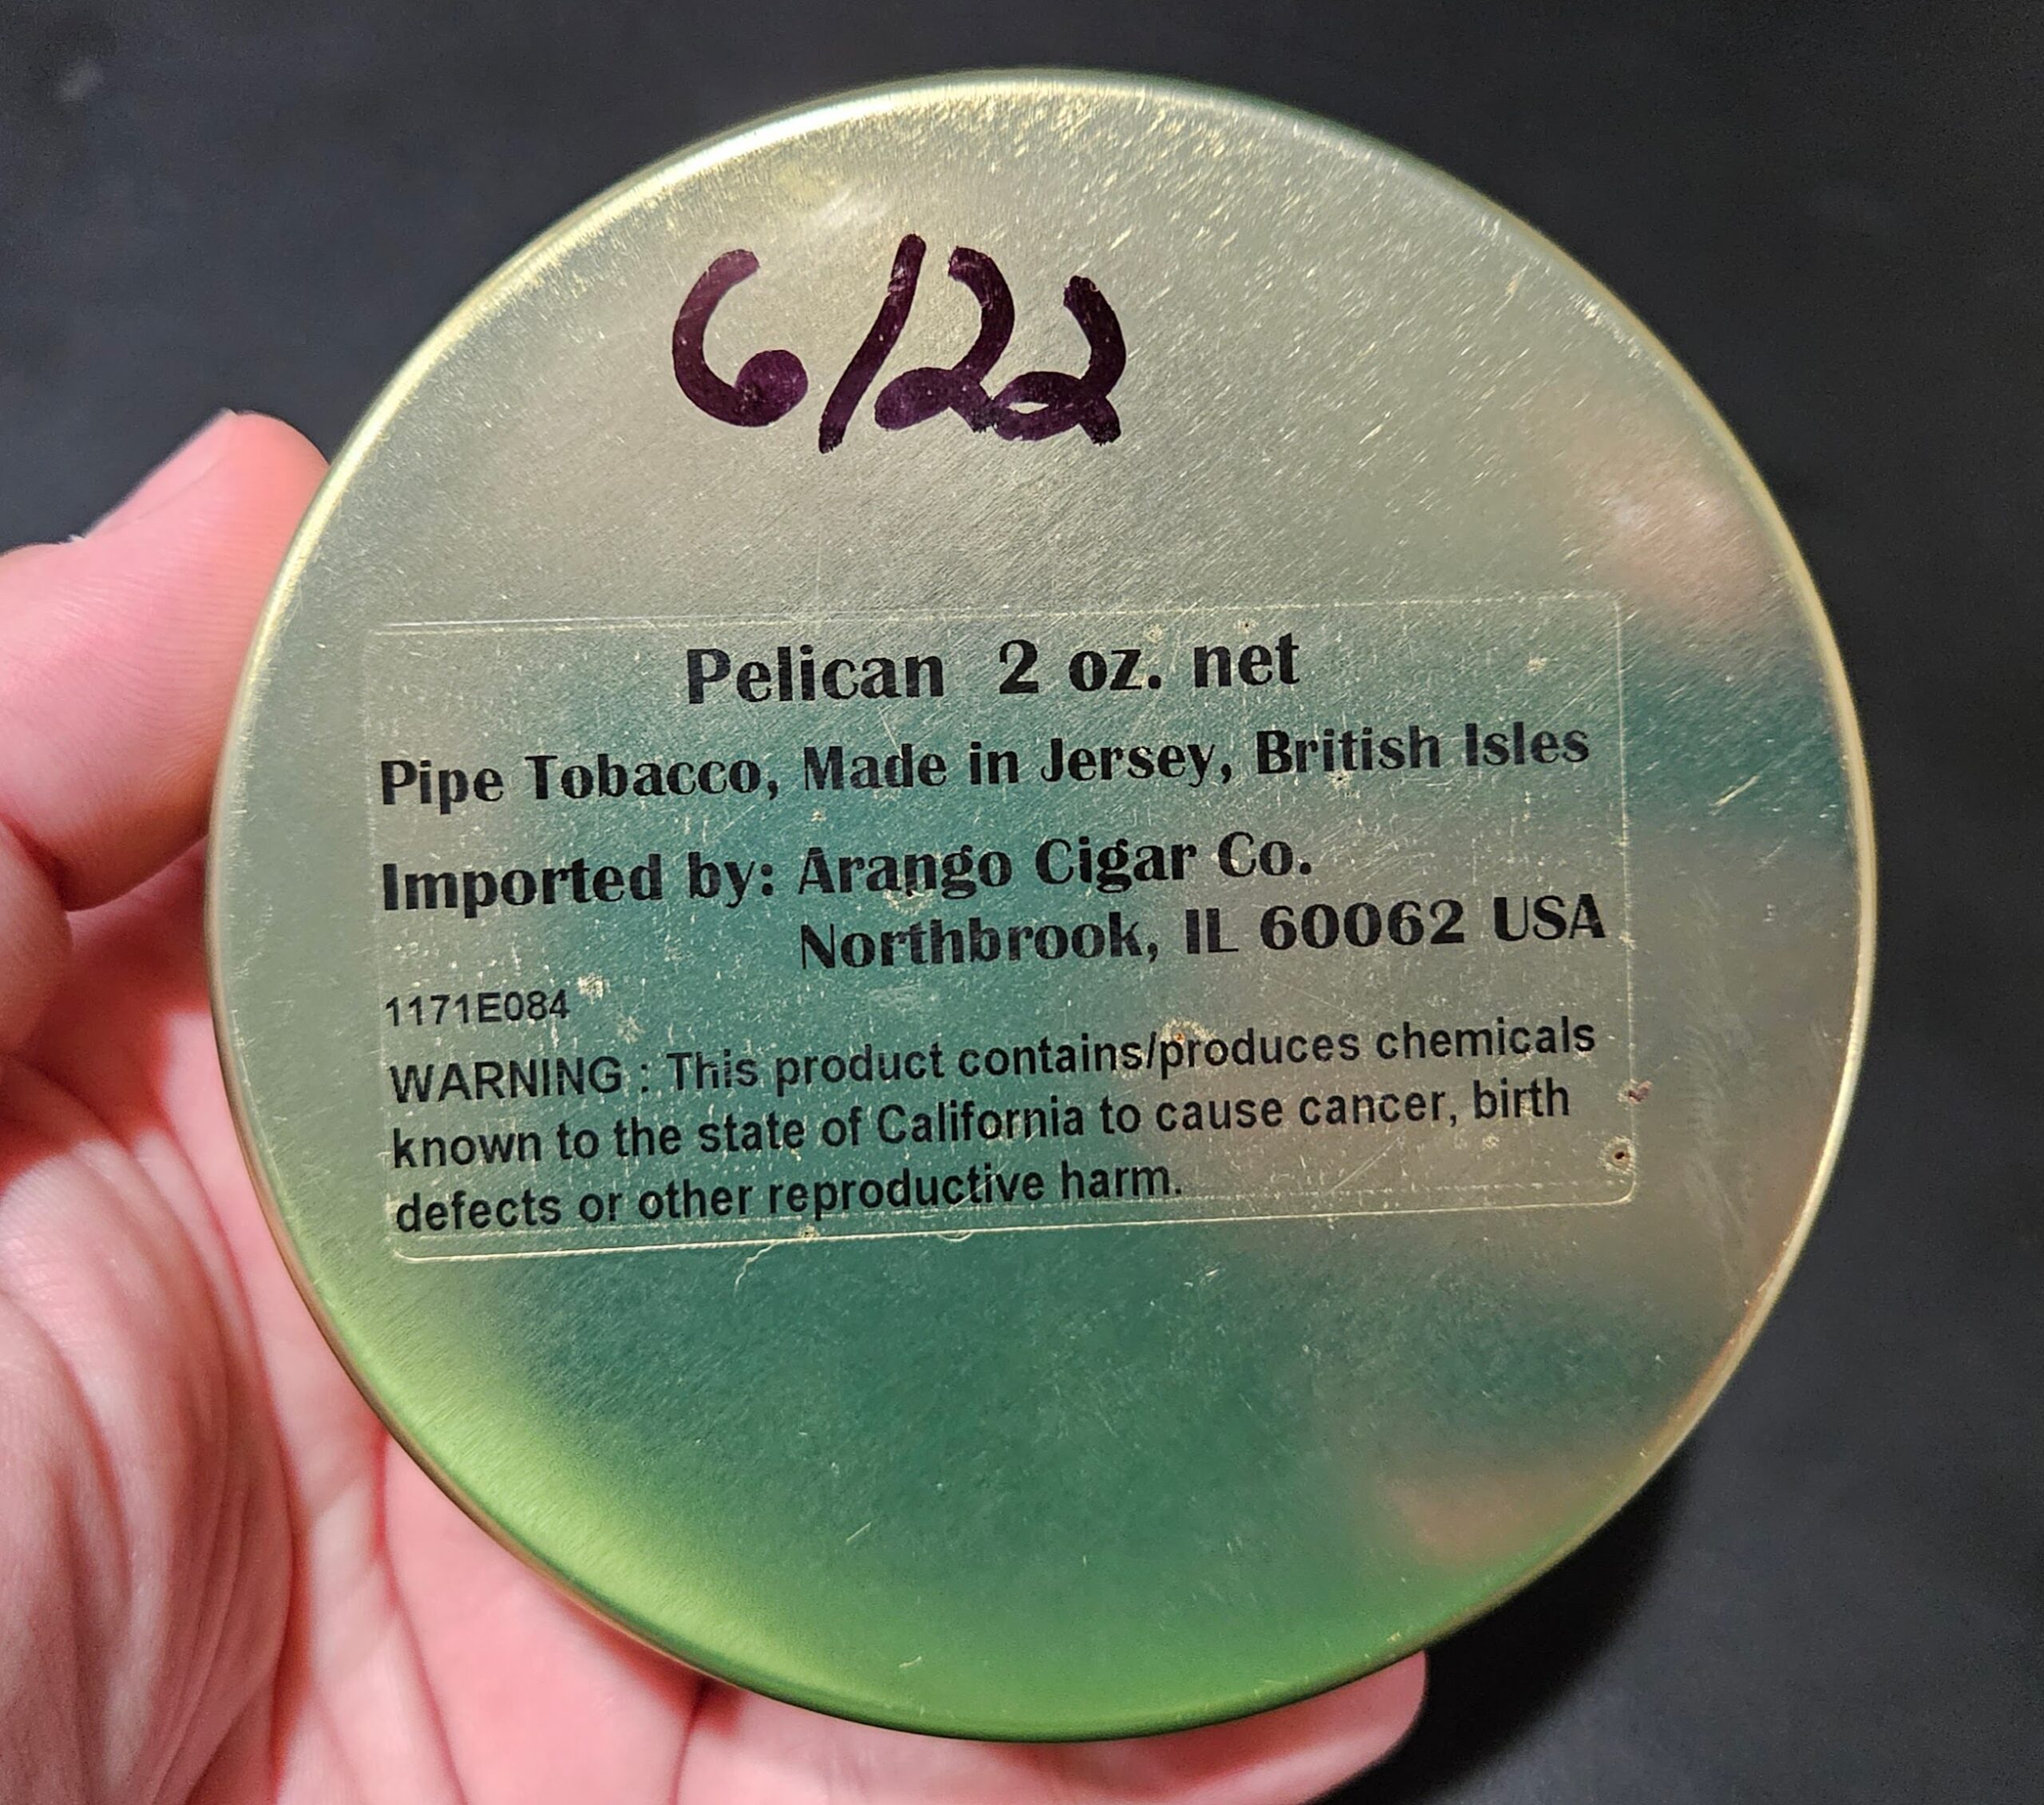 6/22
Pelican 2 oz. net
Pipe Tobacco, Made in Jersey, British Isles
Imported by: Arango Cigar Co.
Northbrook, IL 60062 USA
1171E084
WARNING : This product contains/produces chemicals
known to the state of California to cause cancer, birth
defects or other reproductive harm.